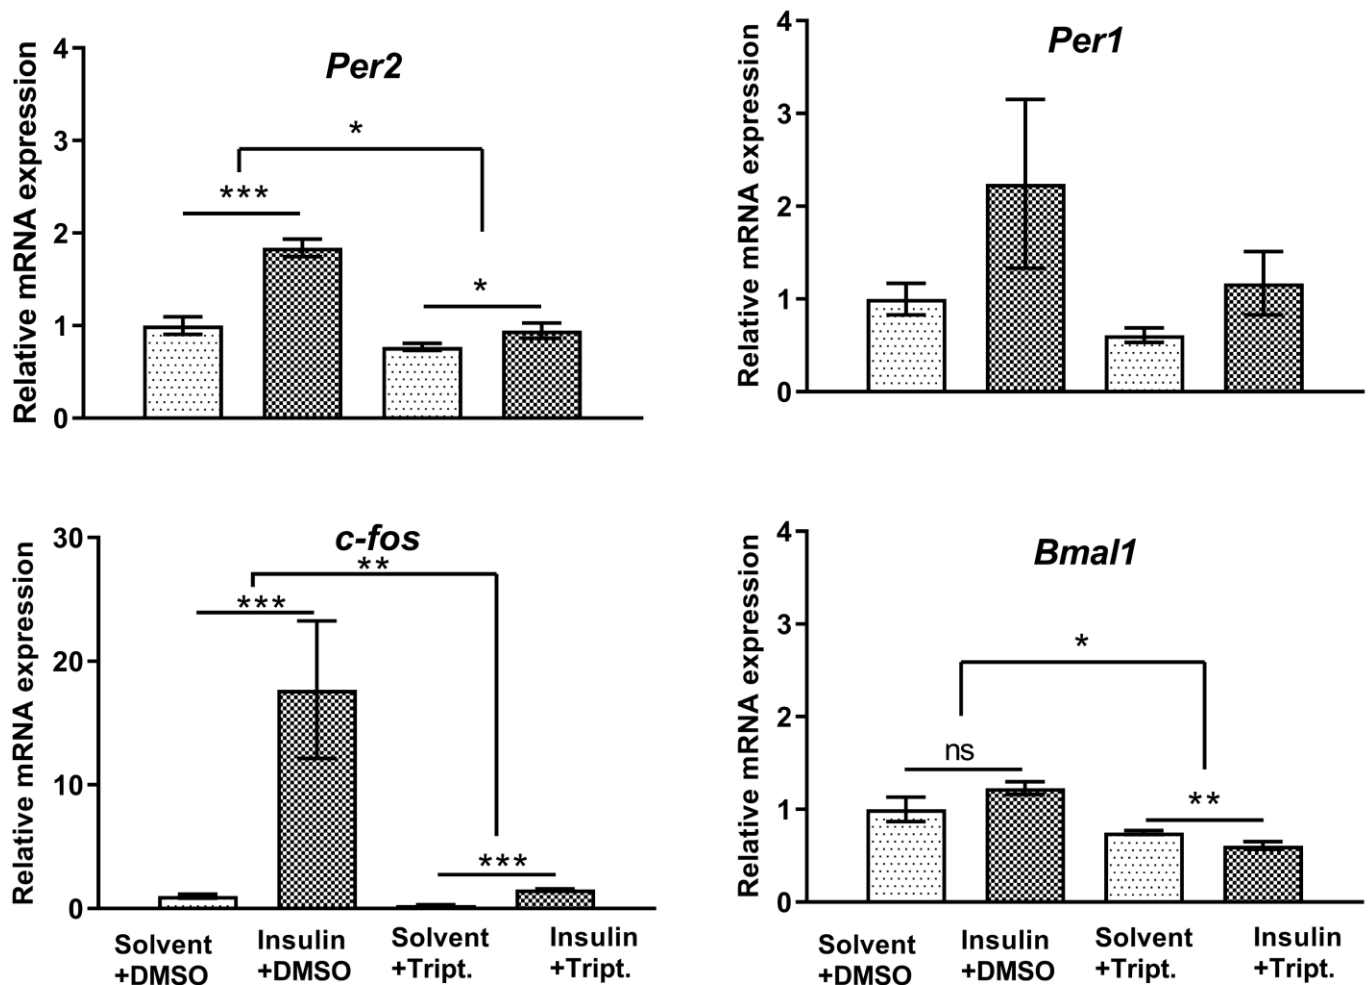 Per2
Relative mRNA expression
4
3
2
1
0
*
***
*
Per1
Relative mRNA expression
4
3
2
1
0
c-fos
Relative mRNA expression
30
20
10
0
**
***
***
Solvent +DMSO
Insulin +DMSO
Solvent +Tript.
Insulin +Tript.
Bmal1
Relative mRNA expression
4
3
2
1
0
*
ns
**
Solvent +DMSO
Insulin +DMSO
Solvent +Tript.
Insulin +Tript.